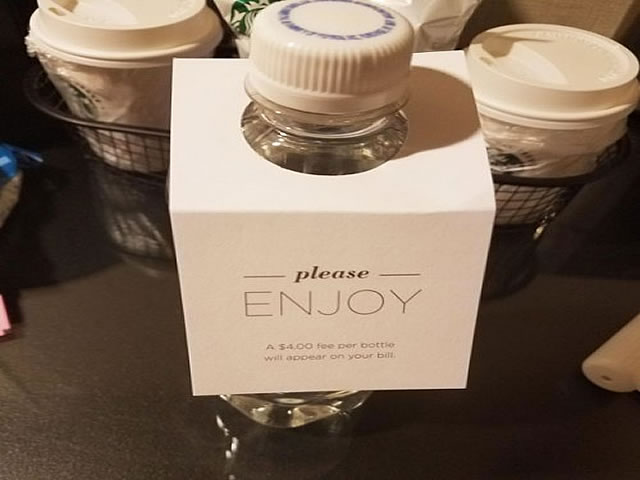 please
ENJOY
A $4.00 fee per bottle
will appear on your bill.